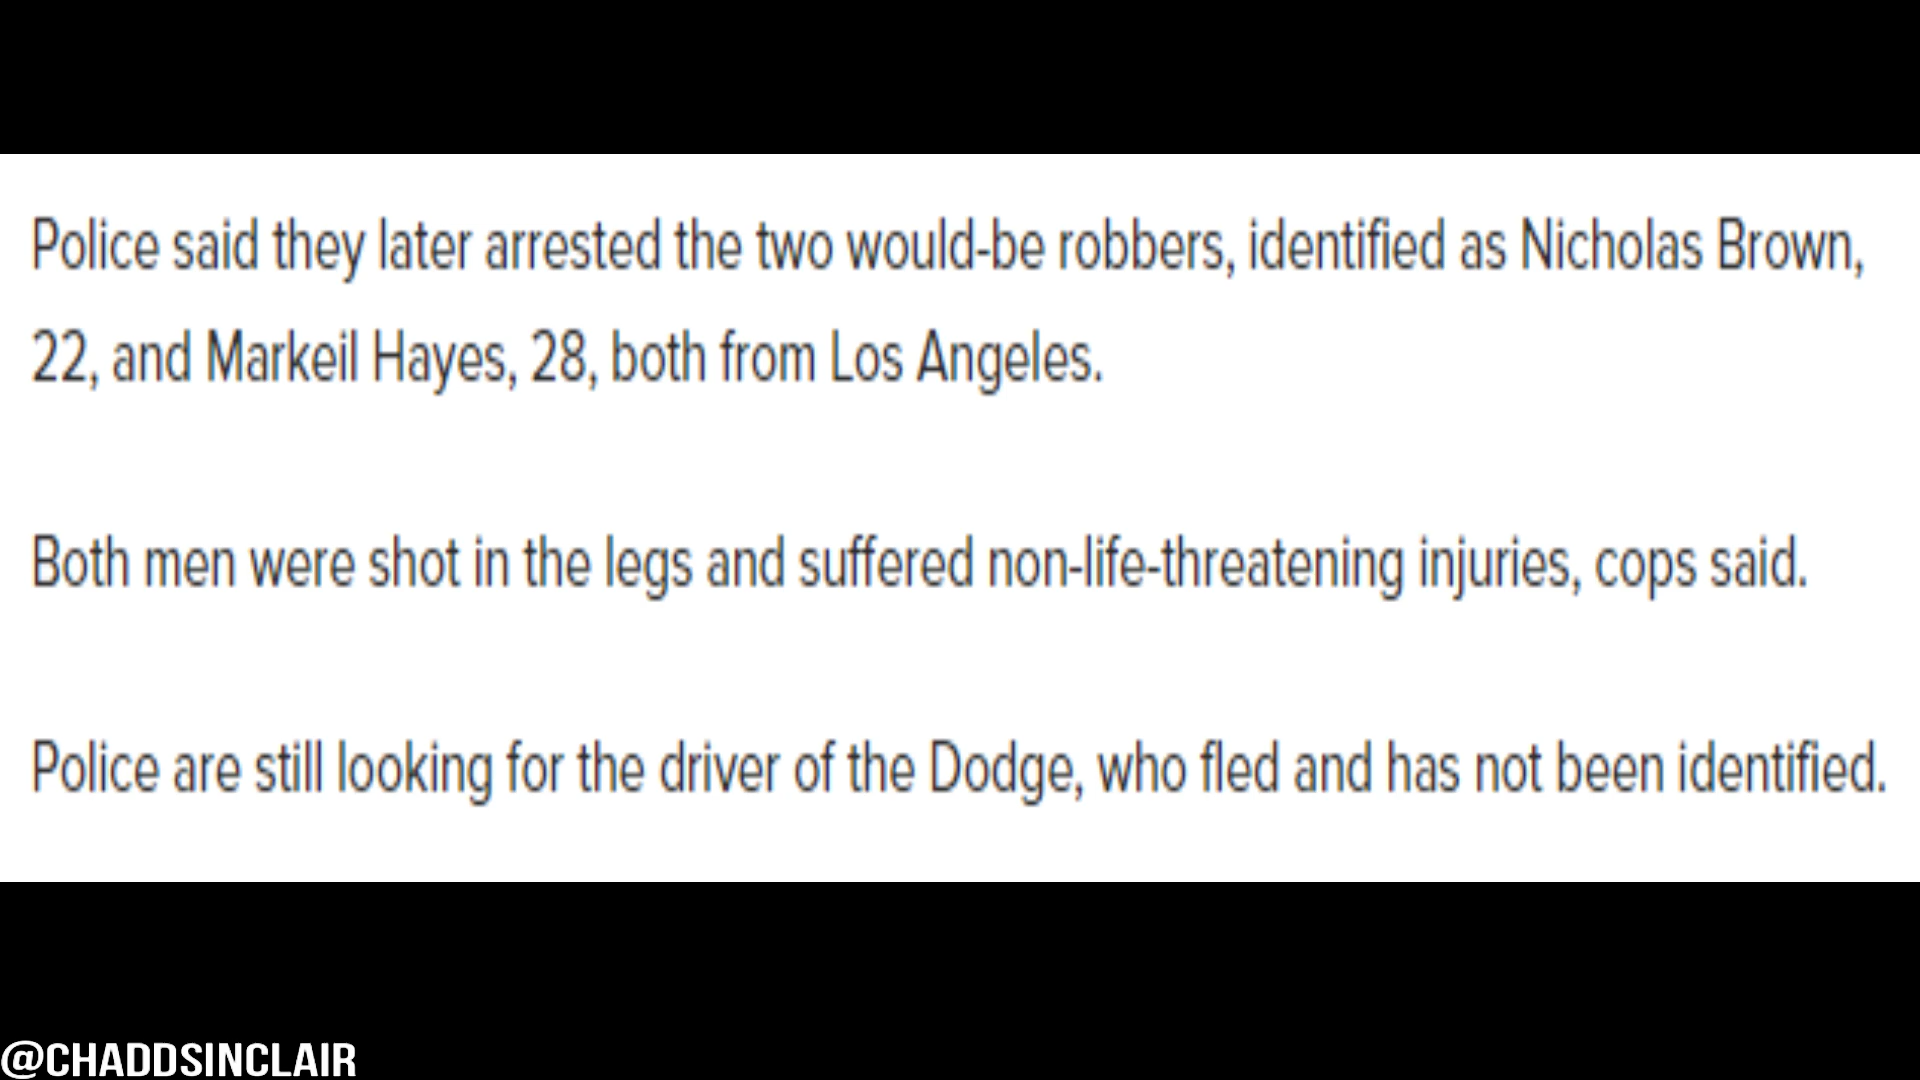 Police said they later arrested the two would-be robbers, identified as Nicholas Brown,
22, and Markeil Hayes, 28, both from Los Angeles.
Both men were shot in the legs and suffered non-life-threatening injuries, cops said.
Police are still looking for the driver of the Dodge, who fled and has not been identified.
@CHADDSINCLAIR